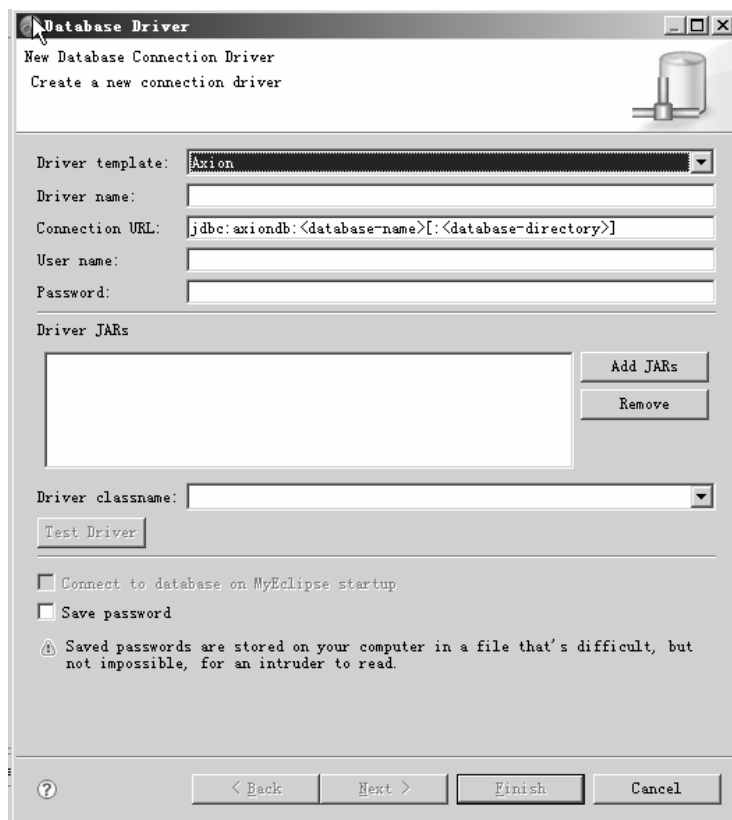 Database Driver
New Database Connection Driver
Create a new connection driver
Driver template: Axion
Driver name:
Connection URL: jdbc:axiondb:<database-name>[:<database-directory>]
User name:
Password:
Driver JARs
Add JARs
Remove
Driver classname:
Test Driver
Connect to database on MyEclipse startup
Save password
Saved passwords are stored on your computer in a file that's difficult, but
not impossible, for an intruder to read.
< Back
Next >
Finish
Cancel